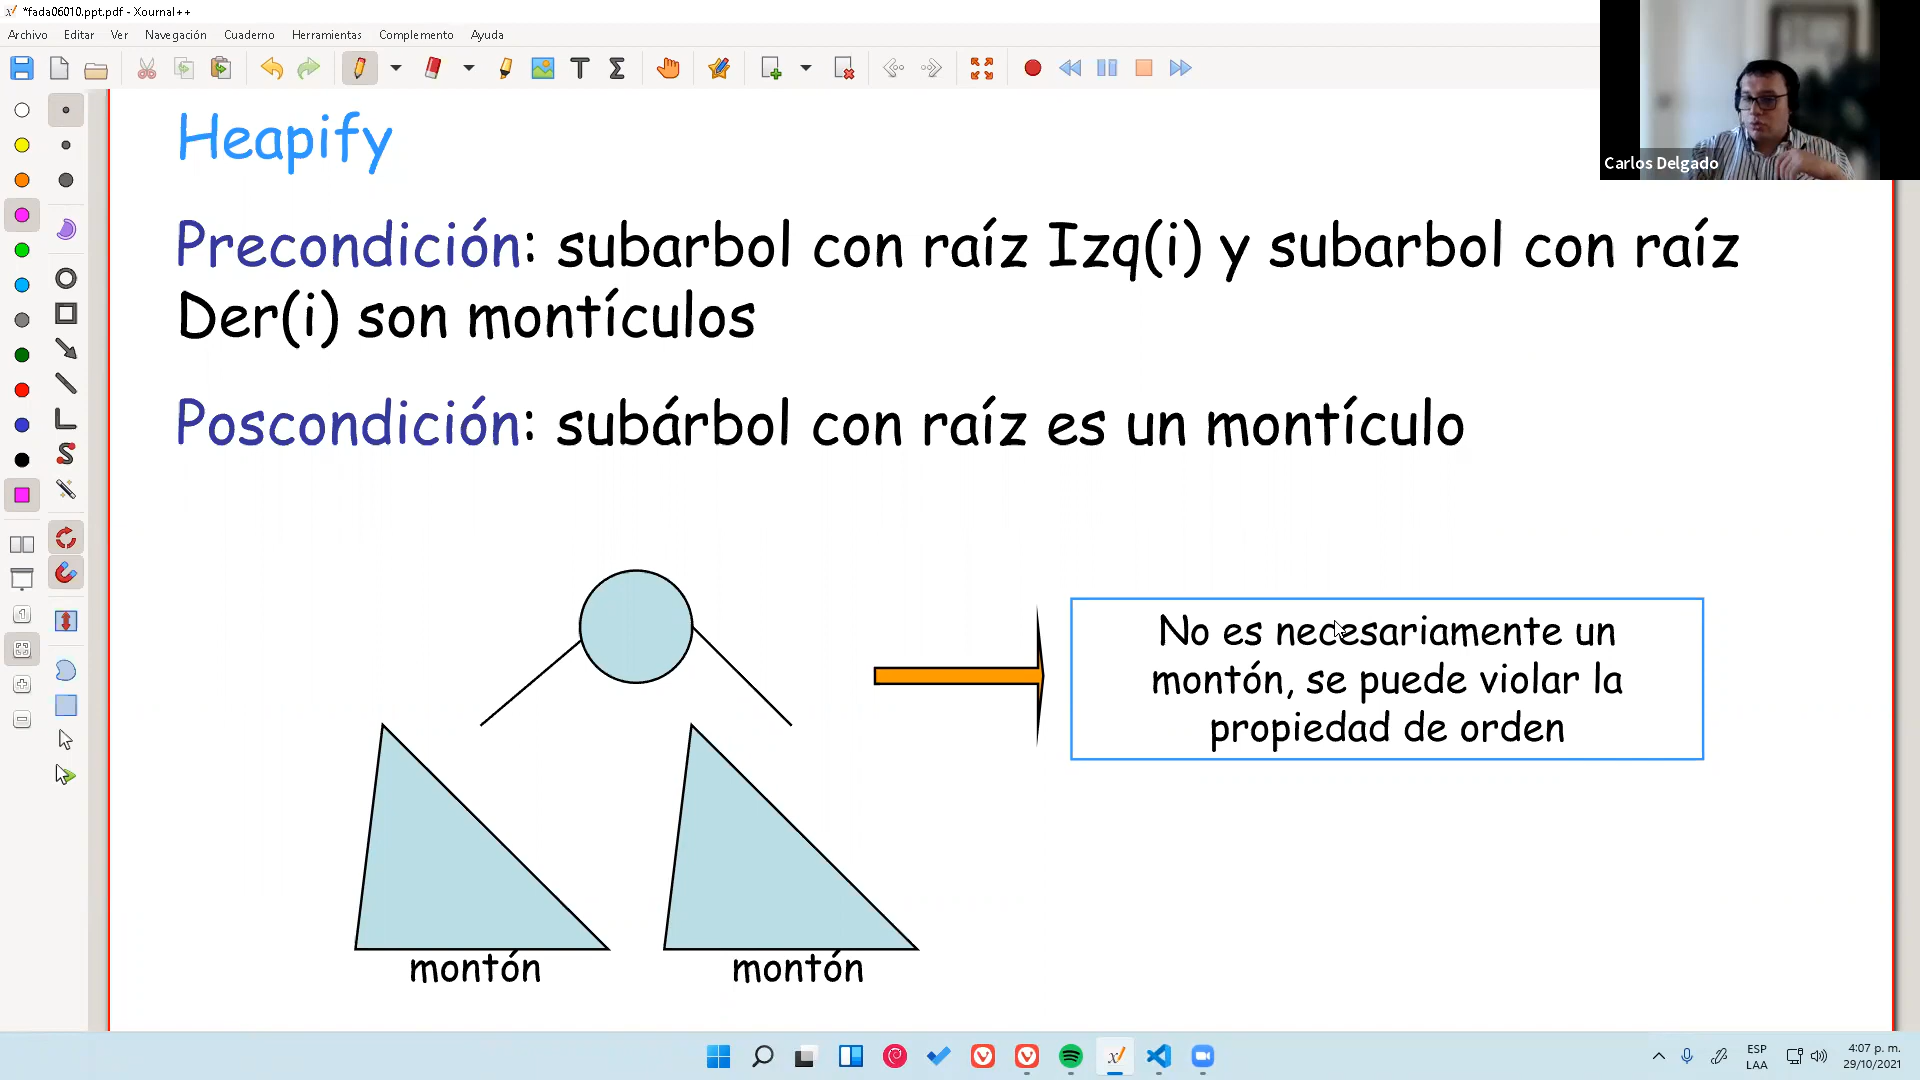 *fada06010.ppt.pdf - Xournal++
Archivo Editar Ver Navegación Cuaderno Herramientas Complemento Ayuda
Carlos Delgado
Heapify
Precondición: subarbol con raíz Izq(i) y subarbol con raíz
Der(i) son montículos
Poscondición: subárbol con raíz es un montículo
No es necesariamente un
montón, se puede violar la
propiedad de orden
montón montón
ESP
LAA
4:07 p. m.
29/10/2021